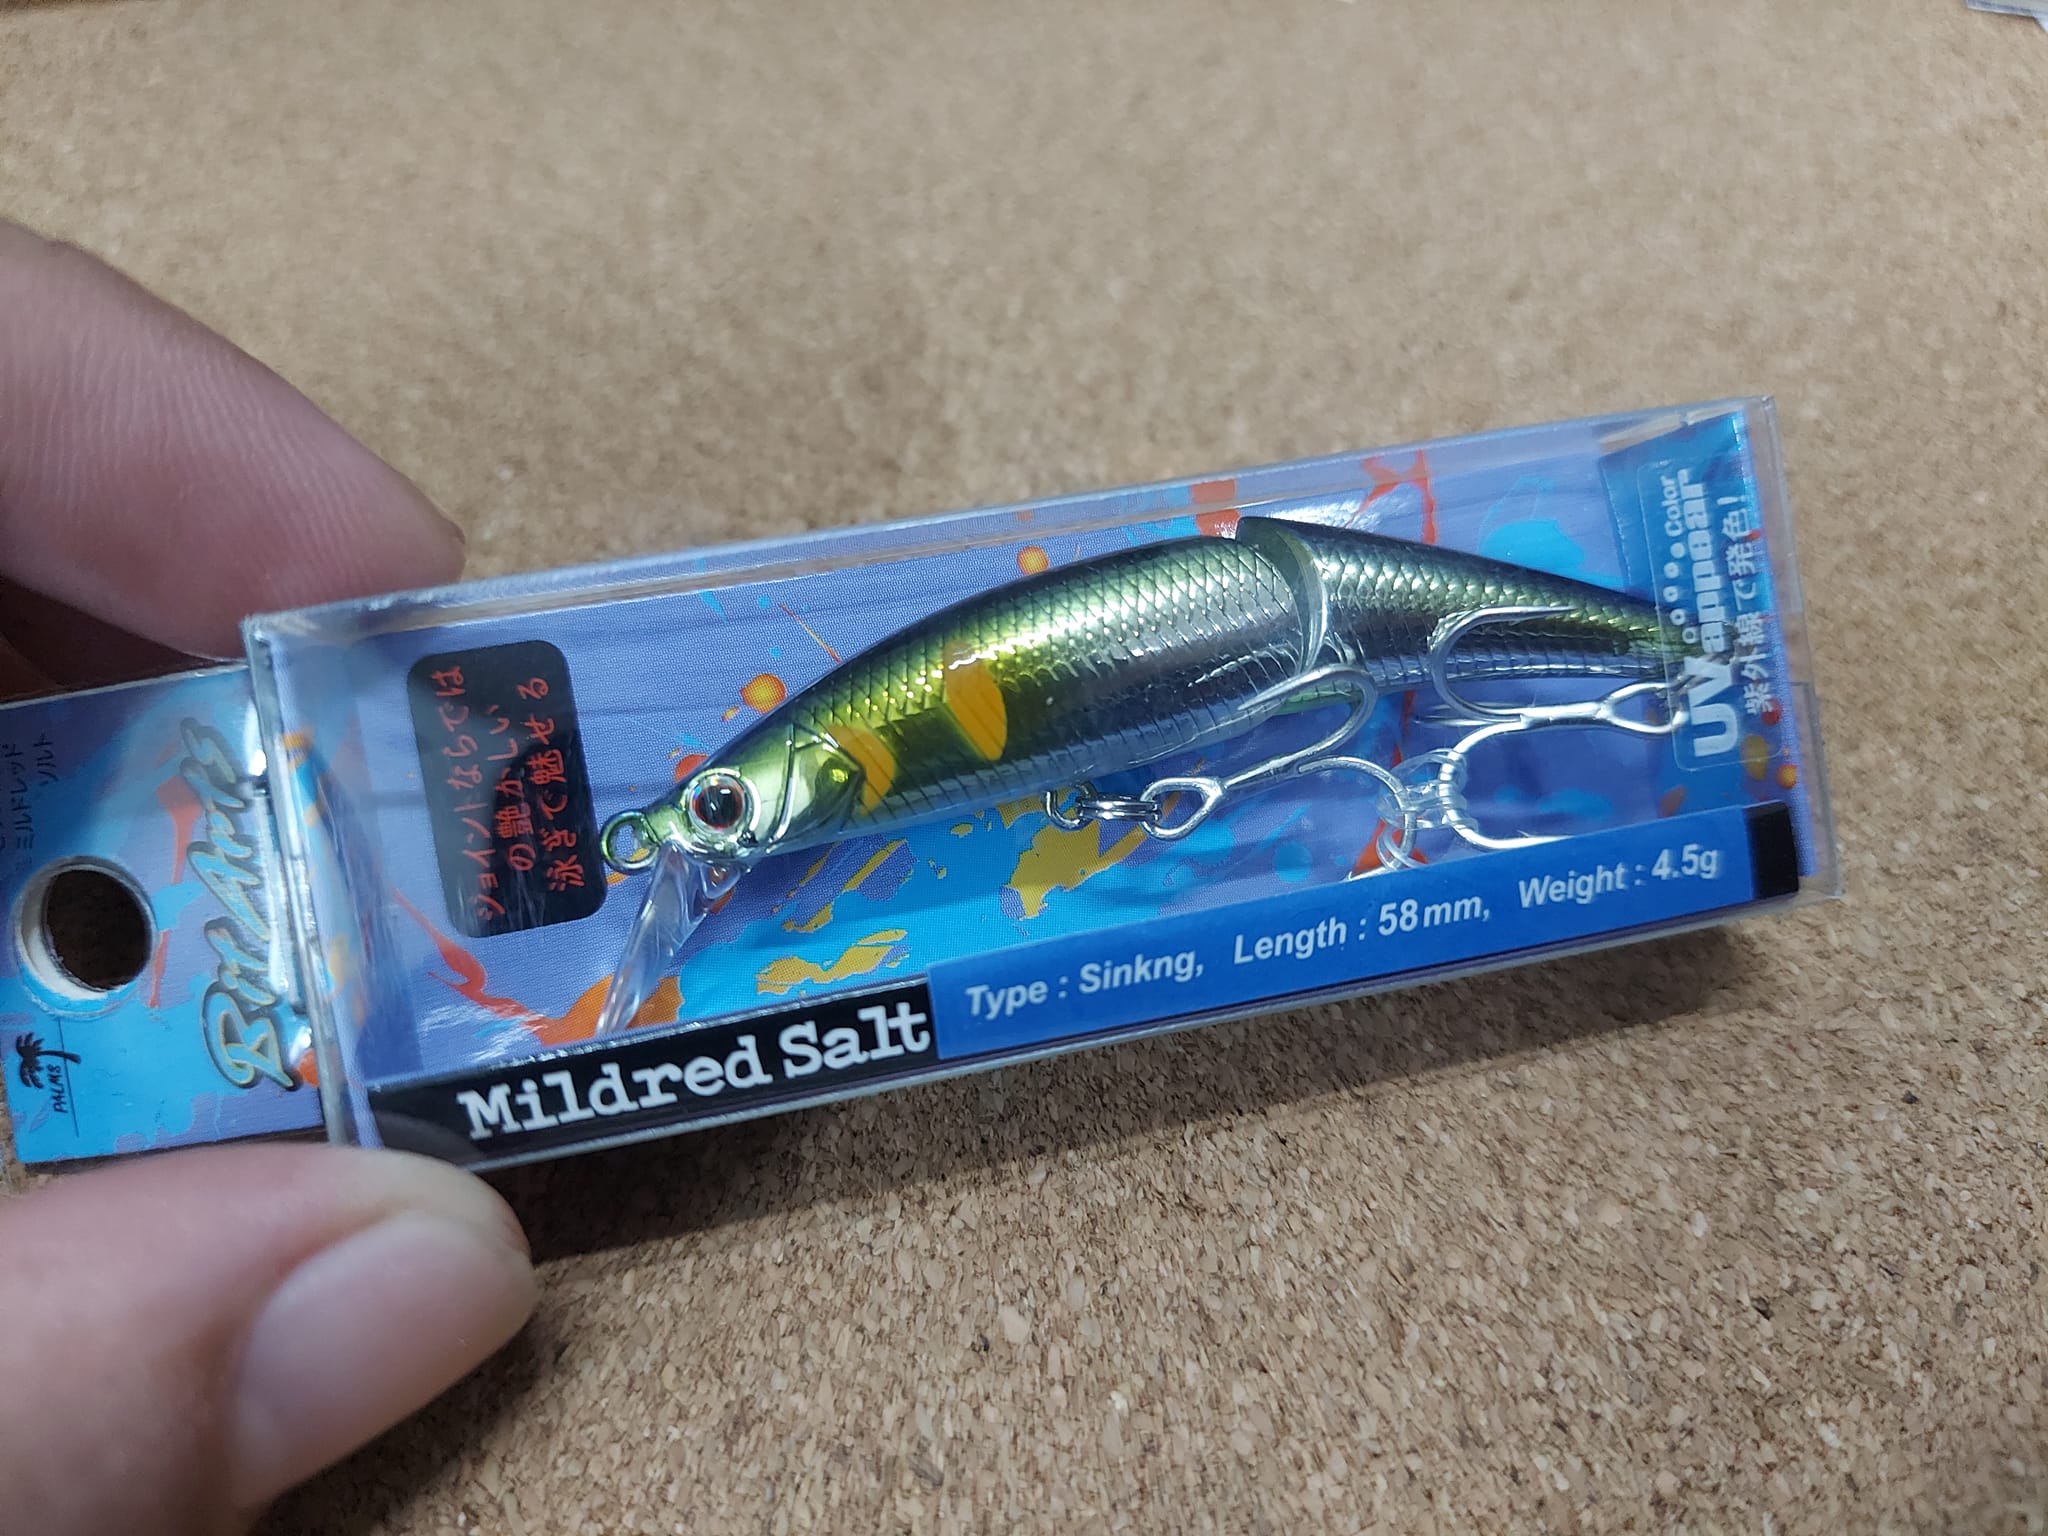 Bit Arts
PALMS
ミルドレッド
ソルト
ジョイントならでは
の艶かしい
泳ぎで魅せる
Mildred Salt
Type : Sinkng, Length : 58mm, Weight : 4.5g
UVappear Color
紫外線で発色!